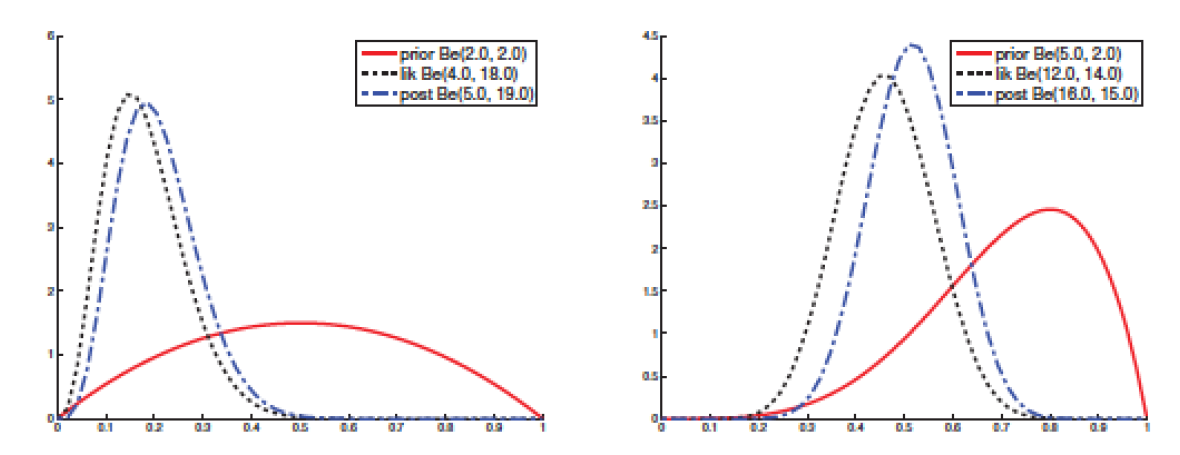 6
5
4
3
2
1
0
0 0.1 0.2 0.3 0.4 0.5 0.6 0.7 0.8 0.9 1
prior Be(2.0, 2.0)
lik Be(4.0, 18.0)
post Be(5.0, 19.0)
4.5
4
3.5
3
2.5
2
1.5
1
0.5
0
0 0.1 0.2 0.3 0.4 0.5 0.6 0.7 0.8 0.9 1
prior Be(5.0, 2.0)
lik Be(12.0, 14.0)
post Be(16.0, 15.0)